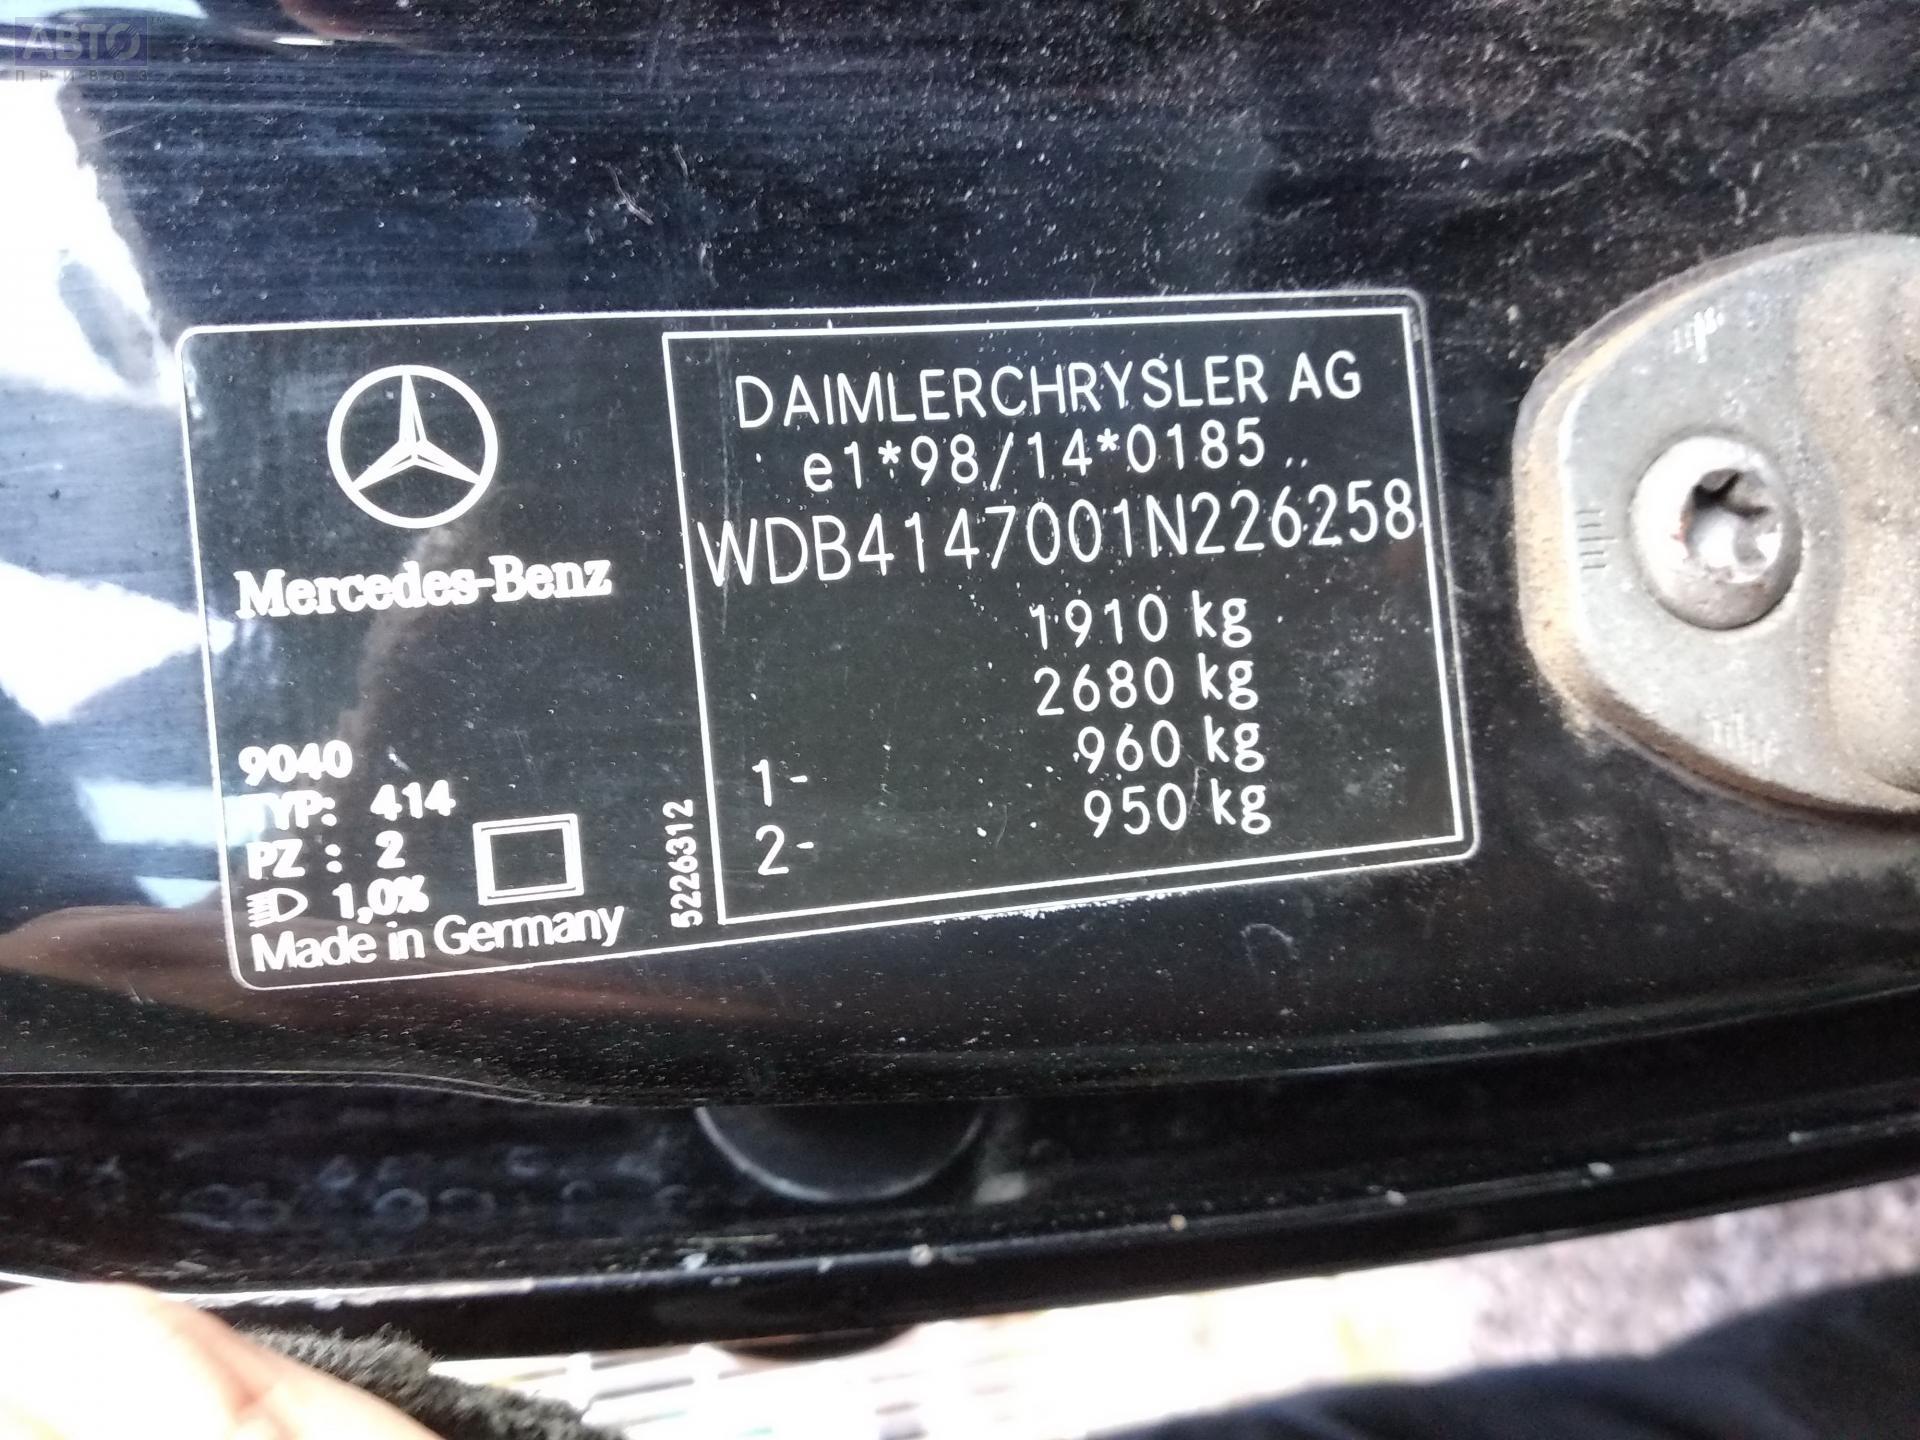 АВТО
ПРИВОЗ
Mercedes-Benz
9040
TYP: 414
PZ : 2
1,0%
Made in Germany
5226312
DAIMLERCHRYSLER AG
e1*98/14*0185..
WDB4147001N226258
1910 kg
2680 kg
1- 960 kg
2- 950 kg